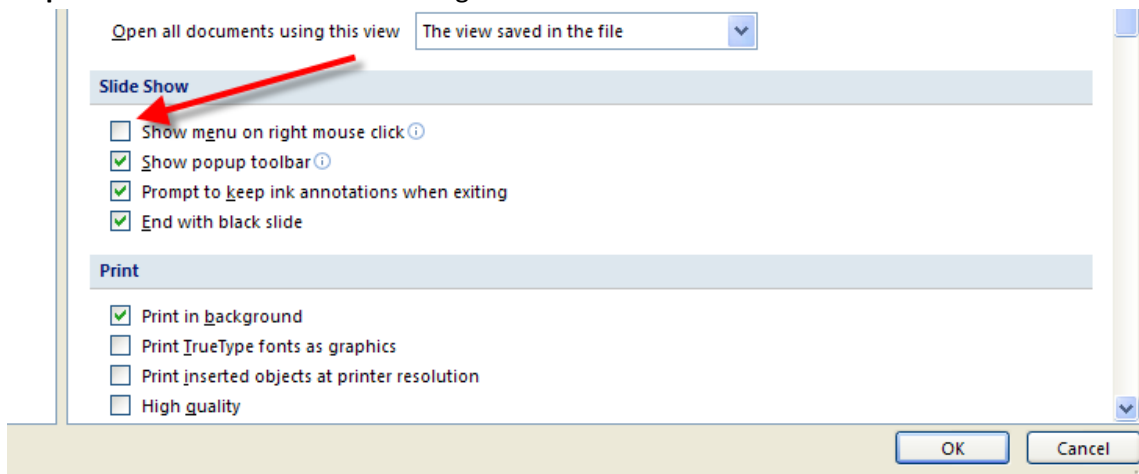 Open all documents using this view The view saved in the file
Slide Show
Show menu on right mouse click
Show popup toolbar
Prompt to keep ink annotations when exiting
End with black slide
Print
Print in background
Print TrueType fonts as graphics
Print inserted objects at printer resolution
High quality
OK Cancel